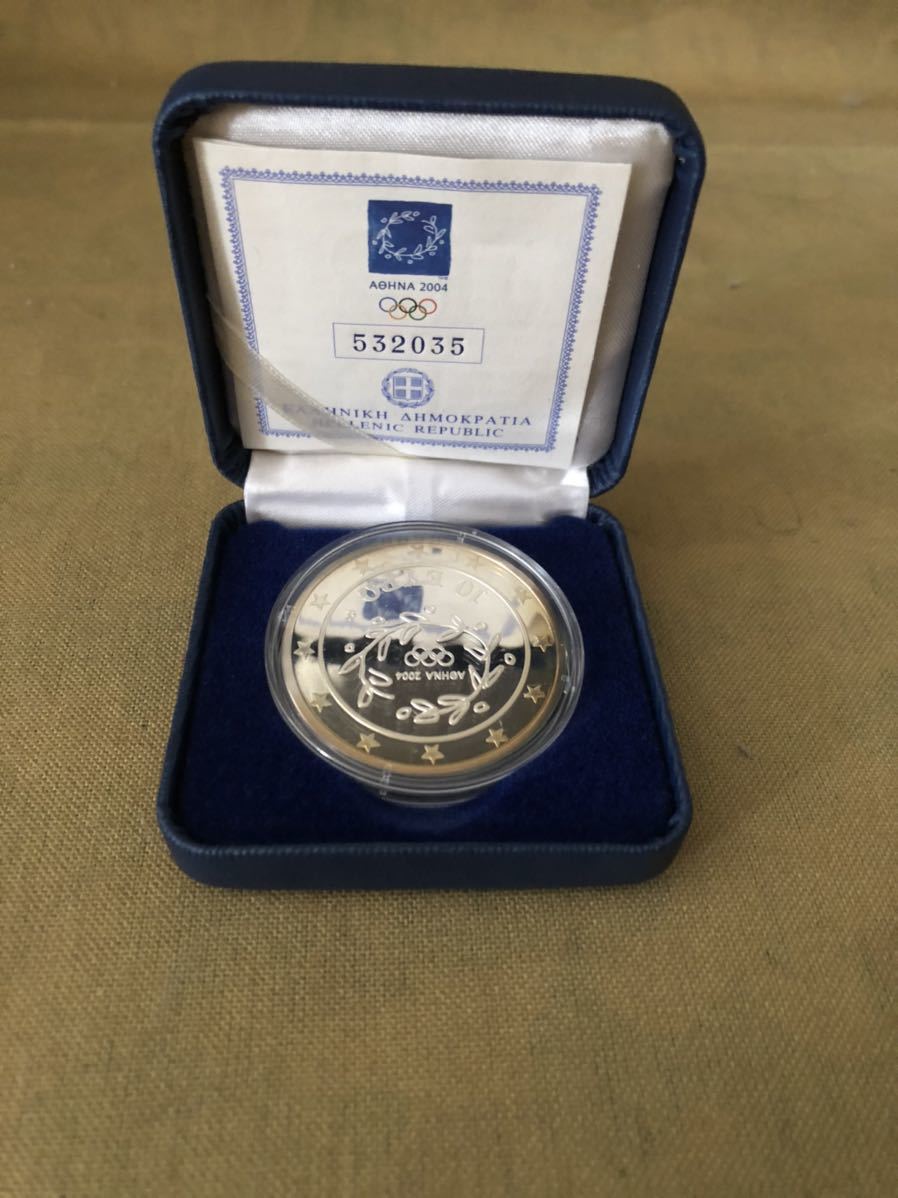 ΑΘΗΝΑ 2004
532035
ΕΛΛΗΝΙΚΗ ΔΗΜΟΚΡΑΤΙΑ
HELLENIC REPUBLIC
10 ΕΥΡΩ
ΑΘΗΝΑ 2004